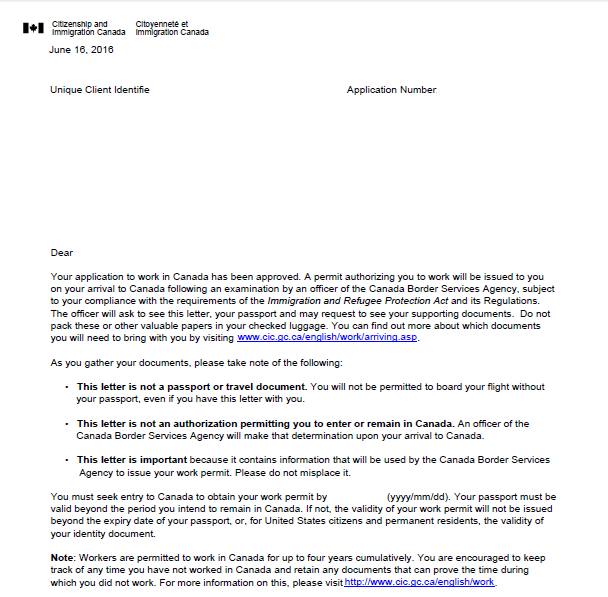 Citizenship and Citoyenneté et
Immigration Canada Immigration Canada
June 16, 2016
Unique Client Identifie Application Number
Dear
Your application to work in Canada has been approved. A permit authorizing you to work will be issued to you
on your arrival to Canada following an examination by an officer of the Canada Border Services Agency, subject
to your compliance with the requirements of the Immigration and Refugee Protection Act and its Regulations.
The officer will ask to see this letter, your passport and may request to see your supporting documents. Do not
pack these or other valuable papers in your checked luggage. You can find out more about which documents
you will need to bring with you by visiting www.cic.gc.ca/english/work/arriving.asp.
As you gather your documents, please take note of the following:
• This letter is not a passport or travel document. You will not be permitted to board your flight without
your passport, even if you have this letter with you.
• This letter is not an authorization permitting you to enter or remain in Canada. An officer of the
Canada Border Services Agency will make that determination upon your arrival to Canada.
• This letter is important because it contains information that will be used by the Canada Border Services
Agency to issue your work permit. Please do not misplace it.
You must seek entry to Canada to obtain your work permit by (yyyy/mm/dd). Your passport must be
valid beyond the period you intend to remain in Canada. If not, the validity of your work permit will not be issued
beyond the expiry date of your passport, or, for United States citizens and permanent residents, the validity of
your identity document.
Note: Workers are permitted to work in Canada for up to four years cumulatively. You are encouraged to keep
track of any time you have not worked in Canada and retain any documents that can prove the time during
which you did not work. For more information on this, please visit http://www.cic.gc.ca/english/work.